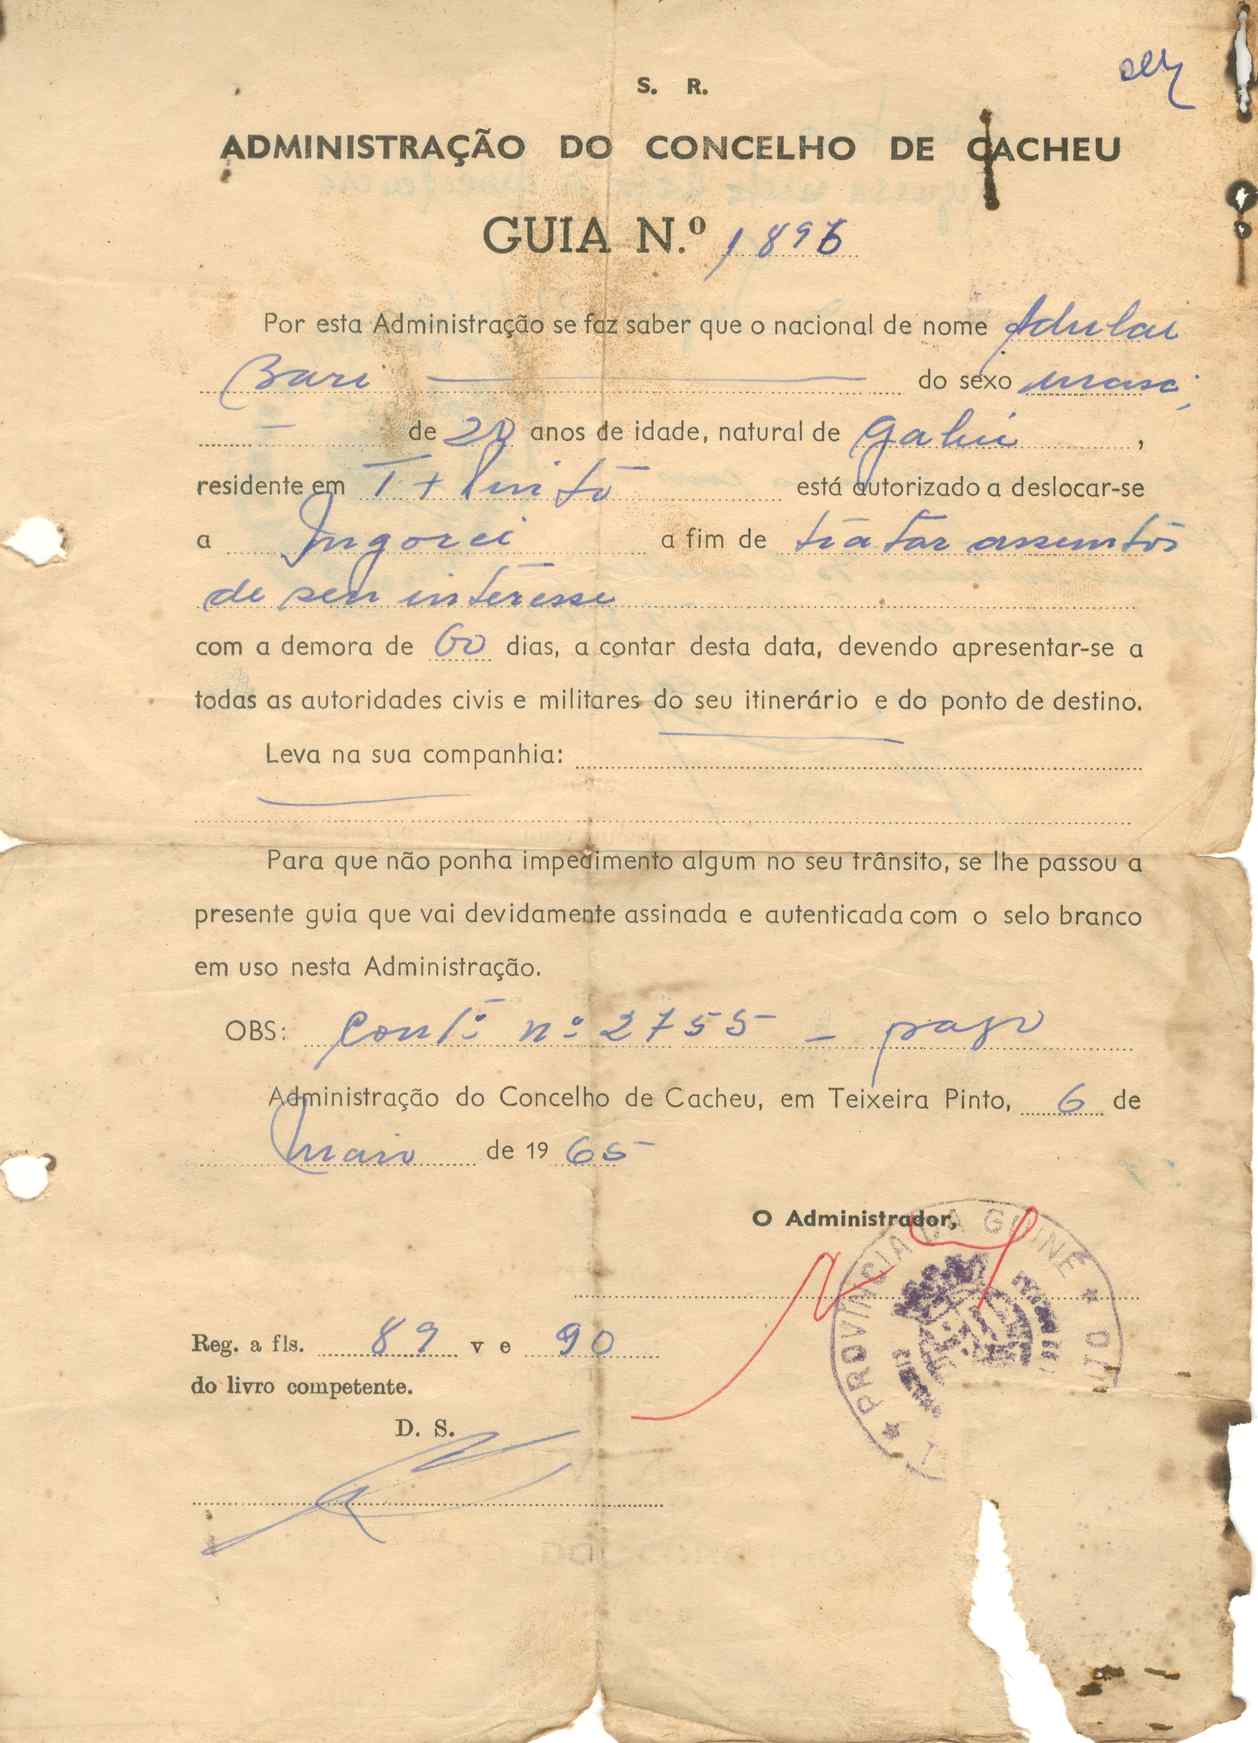 S. R.
ADMINISTRAÇÃO DO CONCELHO DE CACHEU
GUIA N.º 1896
Por esta Administração se faz saber que o nacional de nome Adulai
Bari do sexo masc,
— de 20 anos de idade, natural de Gabú,
residente em T+ Pinto está autorizado a deslocar-se
a Ingorei a fim de tratar assuntos
de seu interesse
com a demora de 60 dias, a contar desta data, devendo apresentar-se a
todas as autoridades civis e militares do seu itinerário e do ponto de destino.
Leva na sua companhia:
Para que não ponha impedimento algum no seu trânsito, se lhe passou a
presente guia que vai devidamente assinada e autenticada com o selo branco
em uso nesta Administração.
OBS: Contº nº 2755 – pago
Administração do Concelho de Cacheu, em Teixeira Pinto, 6 de
Maio de 1965
O Administrador,
PROVÍNCIA DA GUINÉ
Reg. a fls. 89 v e 90
do livro competente.
D. S.